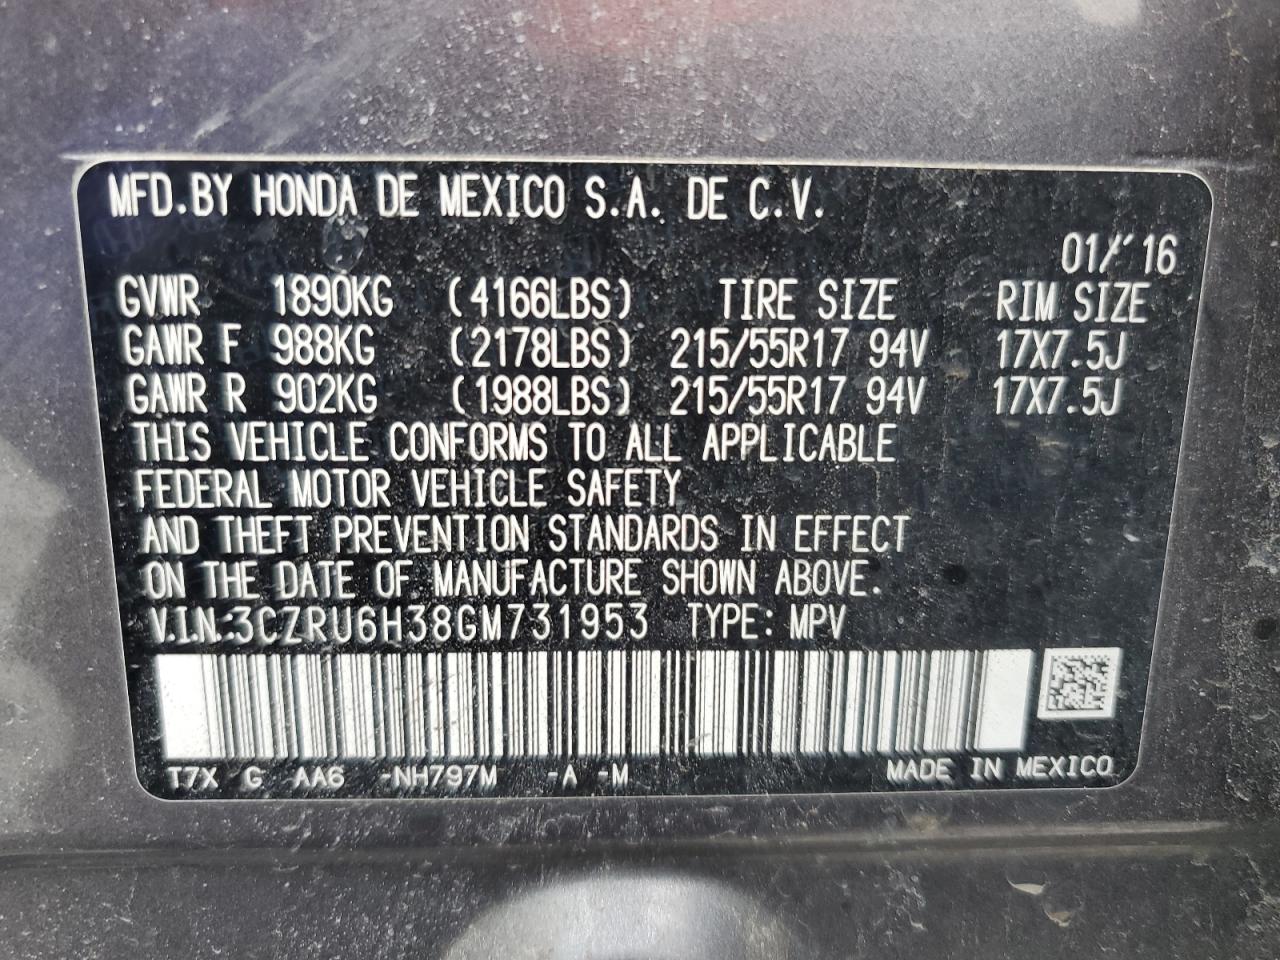 MFD.BY HONDA DE MEXICO S.A. DE C.V.
01/'16
GVWR 1890KG (4166LBS) TIRE SIZE RIM SIZE
GAWR F 988KG (2178LBS) 215/55R17 94V 17X7.5J
GAWR R 902KG (1988LBS) 215/55R17 94V 17X7.5J
THIS VEHICLE CONFORMS TO ALL APPLICABLE
FEDERAL MOTOR VEHICLE SAFETY
AND THEFT PREVENTION STANDARDS IN EFFECT
ON THE DATE OF MANUFACTURE SHOWN ABOVE.
V.I.N.:3CZRU6H38GM731953 TYPE: MPV
T7X G AA6 -NH797M -A -M MADE IN MEXICO